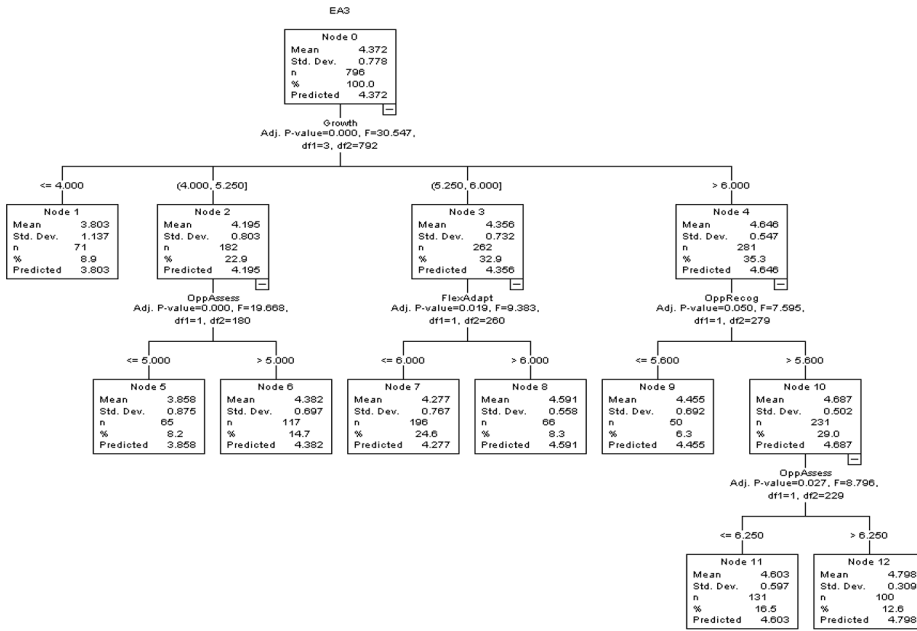 EA3
Node 0
Mean 4.372
Std. Dev. 0.778
n 796
% 100.0
Predicted 4.372
Growth
Adj. P-value=0.000, F=30.547,
df1=3, df2=792
<= 4.000
(4.000, 5.250]
(5.250, 6.000]
> 6.000
Node 1
Mean 3.803
Std. Dev. 1.137
n 71
% 8.9
Predicted 3.803
Node 2
Mean 4.195
Std. Dev. 0.803
n 182
% 22.9
Predicted 4.195
Node 3
Mean 4.356
Std. Dev. 0.732
n 262
% 32.9
Predicted 4.356
Node 4
Mean 4.646
Std. Dev. 0.547
n 281
% 35.3
Predicted 4.646
OppAssess
Adj. P-value=0.000, F=19.668,
df1=1, df2=180
FlexAdapt
Adj. P-value=0.019, F=9.383,
df1=1, df2=260
OppRecog
Adj. P-value=0.050, F=7.595,
df1=1, df2=279
<= 5.000
> 5.000
<= 6.000
> 6.000
<= 5.600
> 5.600
Node 5
Mean 3.858
Std. Dev. 0.875
n 65
% 8.2
Predicted 3.858
Node 6
Mean 4.382
Std. Dev. 0.697
n 117
% 14.7
Predicted 4.382
Node 7
Mean 4.277
Std. Dev. 0.767
n 196
% 24.6
Predicted 4.277
Node 8
Mean 4.591
Std. Dev. 0.558
n 66
% 8.3
Predicted 4.591
Node 9
Mean 4.455
Std. Dev. 0.692
n 50
% 6.3
Predicted 4.455
Node 10
Mean 4.687
Std. Dev. 0.502
n 231
% 29.0
Predicted 4.687
OppAssess
Adj. P-value=0.027, F=8.796,
df1=1, df2=229
<= 6.250
> 6.250
Node 11
Mean 4.603
Std. Dev. 0.597
n 131
% 16.5
Predicted 4.603
Node 12
Mean 4.798
Std. Dev. 0.309
n 100
% 12.6
Predicted 4.798